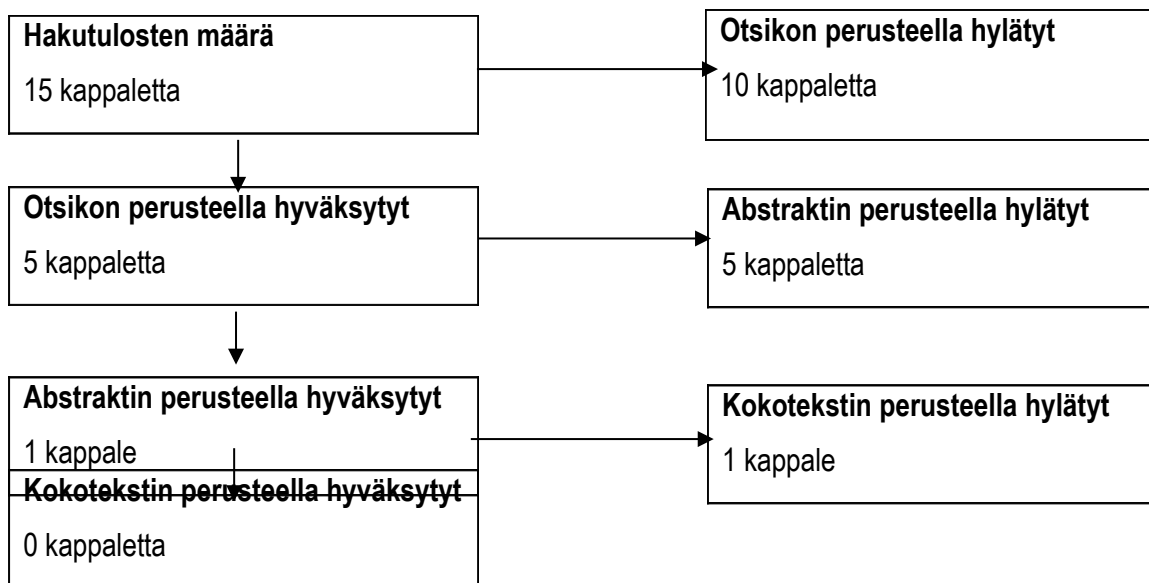 Hakutulosten määrä
15 kappaletta
Otsikon perusteella hylätyt
10 kappaletta
Otsikon perusteella hyväksytyt
5 kappaletta
Abstraktin perusteella hylätyt
5 kappaletta
Abstraktin perusteella hyväksytyt
1 kappale
Kokotekstin perusteella hylätyt
1 kappale
Kokotekstin perusteella hyväksytyt
0 kappaletta